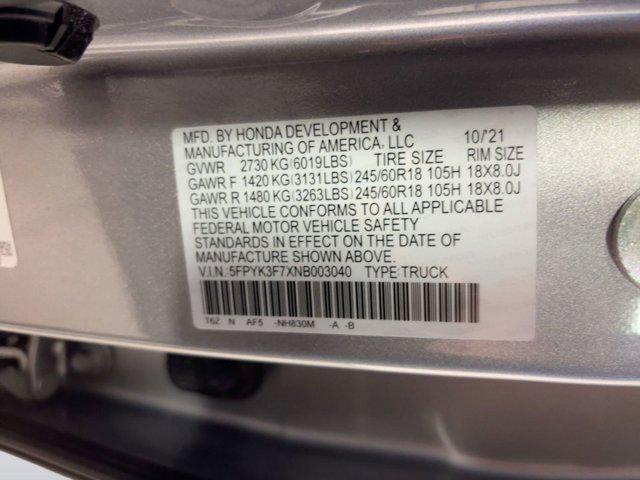 MFD. BY HONDA DEVELOPMENT &
MANUFACTURING OF AMERICA, LLC 10/'21
GVWR 2730 KG(6019LBS) TIRE SIZE RIM SIZE
GAWR F 1420 KG(3131LBS) 245/60R18 105H 18X8.0J
GAWR R 1480 KG(3263LBS) 245/60R18 105H 18X8.0J
THIS VEHICLE CONFORMS TO ALL APPLICABLE
FEDERAL MOTOR VEHICLE SAFETY
STANDARDS IN EFFECT ON THE DATE OF
MANUFACTURE SHOWN ABOVE.
V.I.N.:5FPYK3F7XNB003040 TYPE:TRUCK
T6Z N AF5 -NH830M -A -B